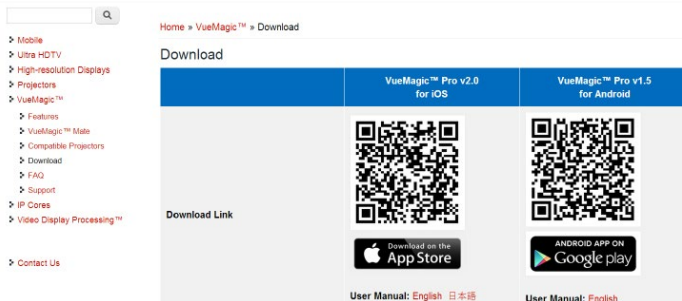 Home » VueMagic™ » Download
Mobile
Ultra HDTV
High-resolution Displays
Projectors
VueMagic™
Features
VueMagic™ Mate
Compatible Projectors
Download
FAQ
Support
IP Cores
Video Display Processing™
Contact Us
Download
VueMagic™ Pro v2.0
for iOS
VueMagic™ Pro v1.5
for Android
Download Link
Download on the
App Store
ANDROID APP ON
Google play
User Manual: English 日本語
User Manual: English